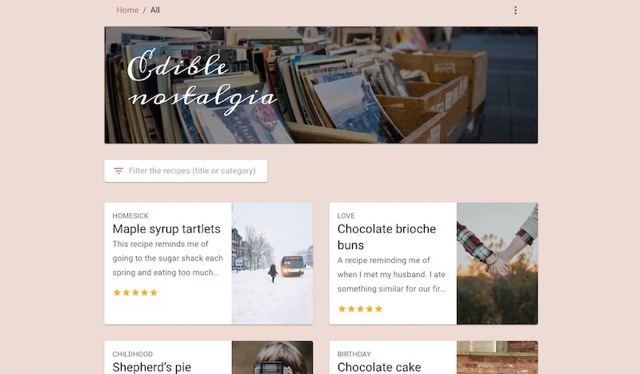 Home / All
Edible
nostalgia
Filter the recipes (title or category)
HOMESICK
Maple syrup tartlets
This recipe reminds me of
going to the sugar shack each
spring and eating too much...
LOVE
Chocolate brioche
buns
A recipe reminding me of
when I met my husband. I ate
something similar for our fir...
CHILDHOOD
Shepherd's pie
BIRTHDAY
Chocolate cake